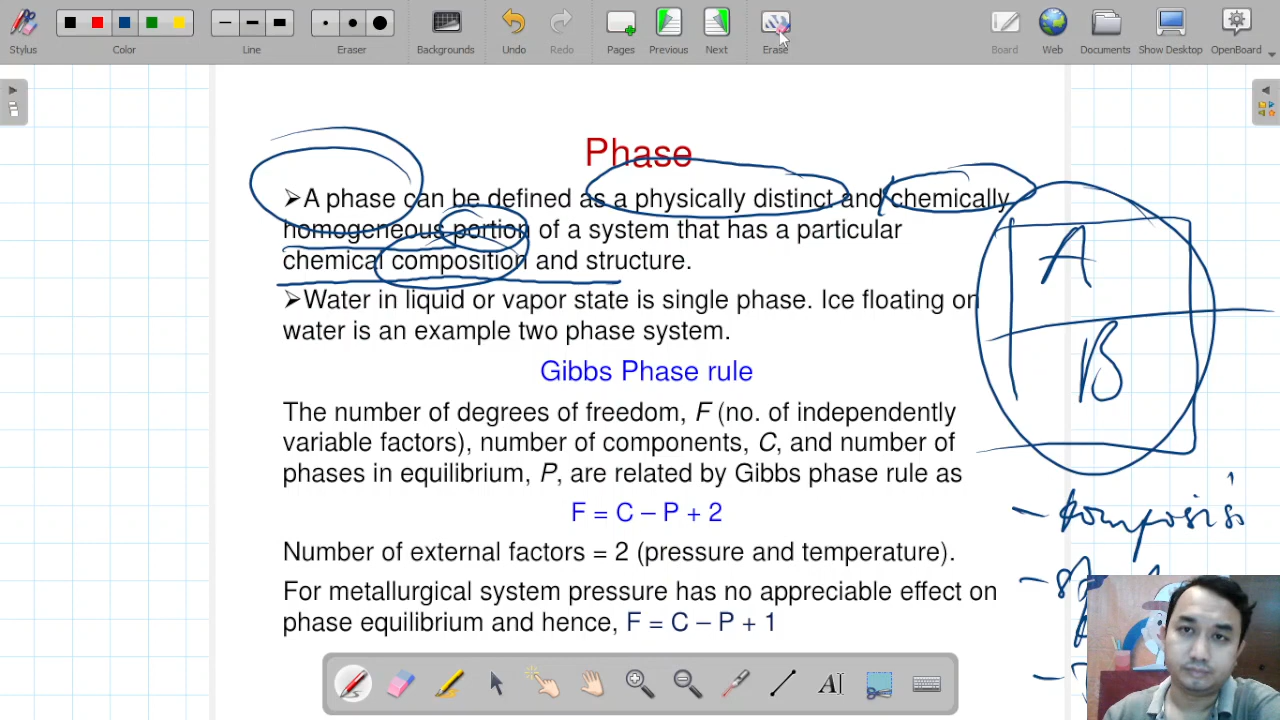 Stylus
Color
Line
Eraser
Backgrounds
Undo
Redo
Pages
Previous
Next
Erase
Board
Web
Documents
Show Desktop
OpenBoard
Phase
➢A phase can be defined as a physically distinct and chemically
homogeneous portion of a system that has a particular
chemical composition and structure.
➢Water in liquid or vapor state is single phase. Ice floating on
water is an example two phase system.
A
B
Gibbs Phase rule
The number of degrees of freedom, F (no. of independently
variable factors), number of components, C, and number of
phases in equilibrium, P, are related by Gibbs phase rule as
F = C – P + 2
- komposisi
Number of external factors = 2 (pressure and temperature).
For metallurgical system pressure has no appreciable effect on
phase equilibrium and hence, F = C – P + 1